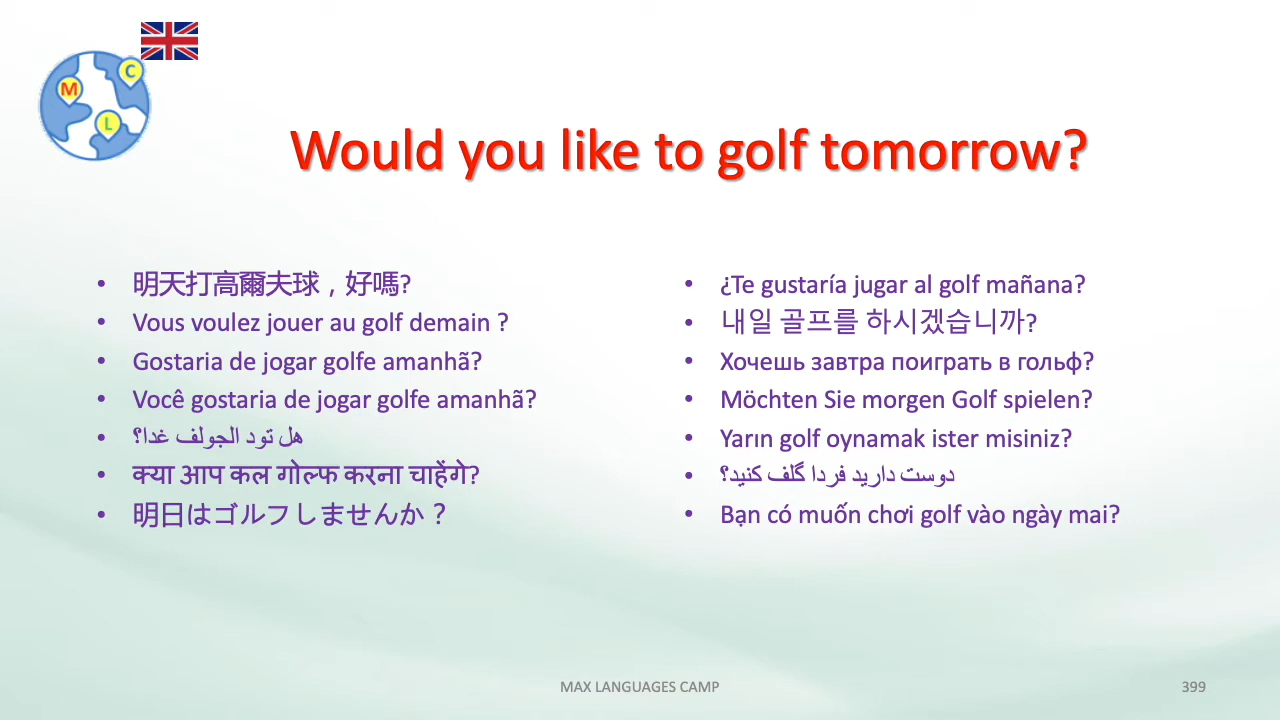 C
M
L
Would you like to golf tomorrow?
• 明天打高爾夫球，好嗎?
• Vous voulez jouer au golf demain ?
• Gostaria de jogar golfe amanhã?
• Você gostaria de jogar golfe amanhã?
• هل تود الجولف غدا؟
• क्या आप कल गोल्फ करना चाहेंगे?
• 明日はゴルフしませんか？
• ¿Te gustaría jugar al golf mañana?
• 내일 골프를 하시겠습니까?
• Хочешь завтра поиграть в гольф?
• Möchten Sie morgen Golf spielen?
• Yarın golf oynamak ister misiniz?
• دوست دارید فردا گلف کنید؟
• Bạn có muốn chơi golf vào ngày mai?
MAX LANGUAGES CAMP
399